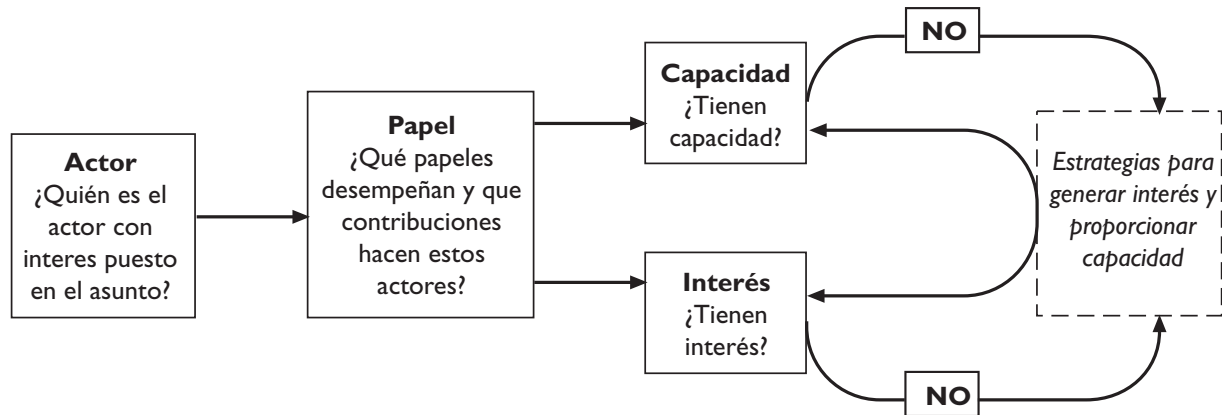 Actor
¿Quién es el
actor con
interes puesto
en el asunto?
Papel
¿Qué papeles
desempeñan y que
contribuciones
hacen estos
actores?
Capacidad
¿Tienen
capacidad?
NO
Interés
¿Tienen
interés?
NO
Estrategias para
generar interés y
proporcionar
capacidad